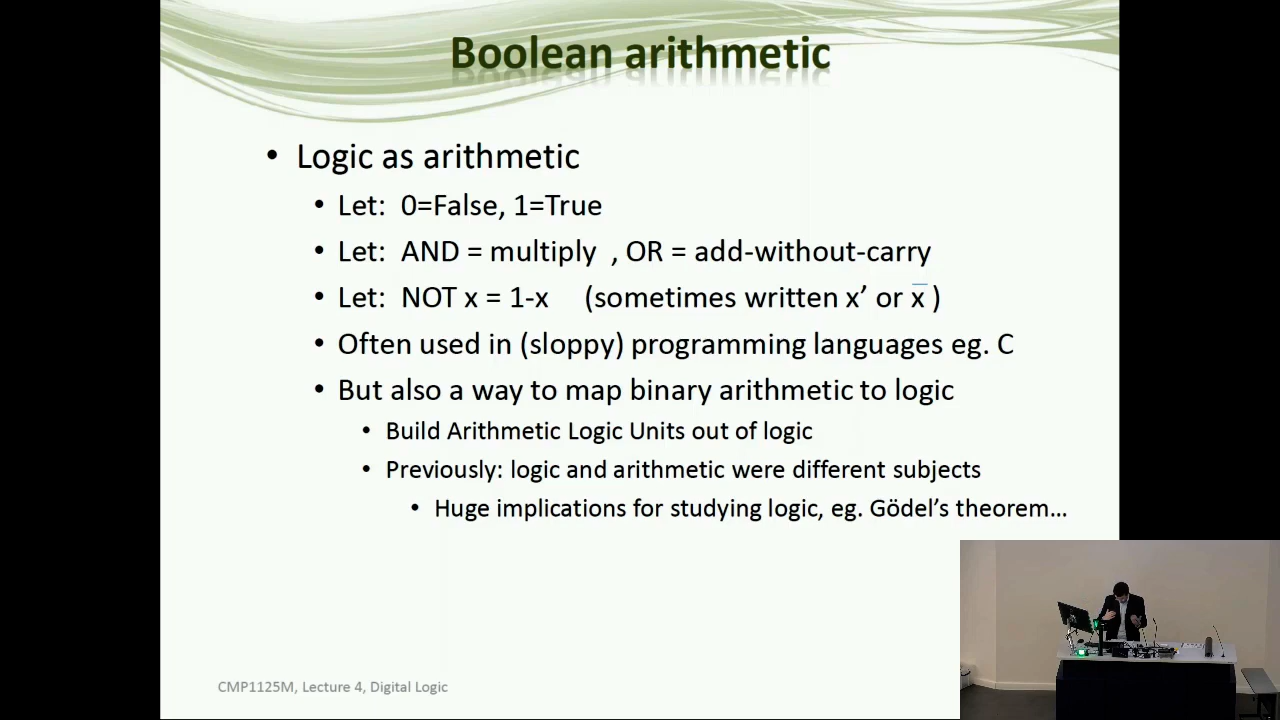 Boolean arithmetic
• Logic as arithmetic
• Let: 0=False, 1=True
• Let: AND = multiply , OR = add-without-carry
• Let: NOT x = 1-x (sometimes written x’ or x̅ )
• Often used in (sloppy) programming languages eg. C
• But also a way to map binary arithmetic to logic
• Build Arithmetic Logic Units out of logic
• Previously: logic and arithmetic were different subjects
• Huge implications for studying logic, eg. Gödel’s theorem…
CMP1125M, Lecture 4, Digital Logic